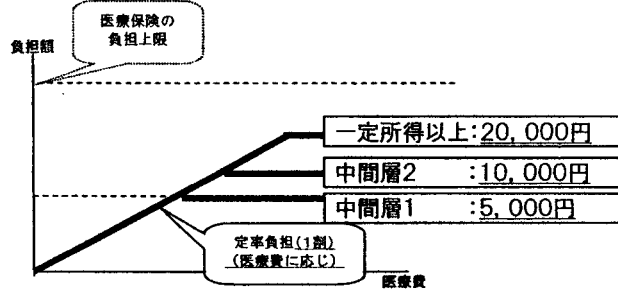 医療保険の
負担上限
負担額
一定所得以上:20,000円
中間層2 :10,000円
中間層1 :5,000円
定率負担(1割)
(医療費に応じ)
医療費